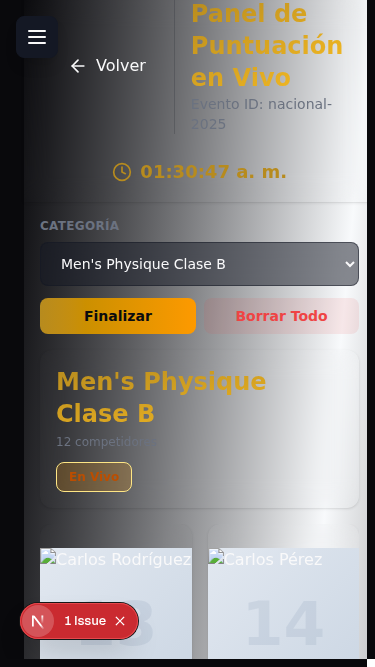 Panel de
Puntuación
en Vivo
Volver
Evento ID: nacional-
2025
01:30:47 a. m.
CATEGORÍA
Men's Physique Clase B
Finalizar
Borrar Todo
Men's Physique
Clase B
12 competidores
En Vivo
Carlos Rodríguez
Carlos Pérez
13
14
N
1 Issue